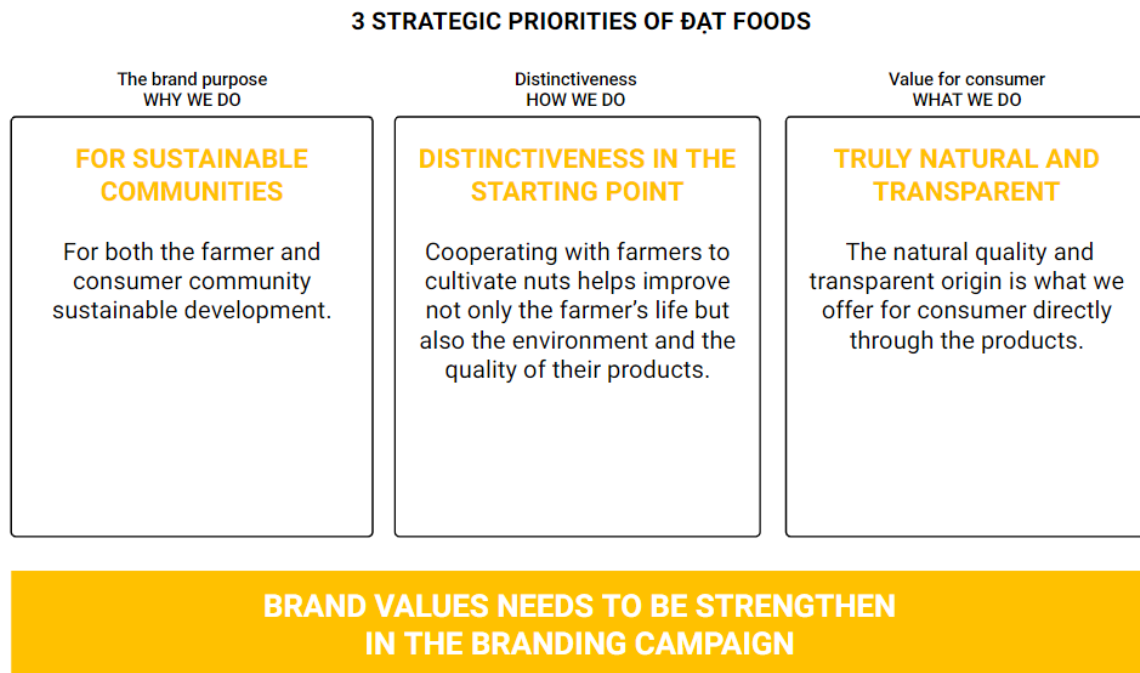 3 STRATEGIC PRIORITIES OF ĐẠT FOODS
The brand purpose
WHY WE DO
FOR SUSTAINABLE
COMMUNITIES
For both the farmer and
consumer community
sustainable development.
Distinctiveness
HOW WE DO
DISTINCTIVENESS IN THE
STARTING POINT
Cooperating with farmers to
cultivate nuts helps improve
not only the farmer’s life but
also the environment and the
quality of their products.
Value for consumer
WHAT WE DO
TRULY NATURAL AND
TRANSPARENT
The natural quality and
transparent origin is what we
offer for consumer directly
through the products.
BRAND VALUES NEEDS TO BE STRENGTHEN
IN THE BRANDING CAMPAIGN